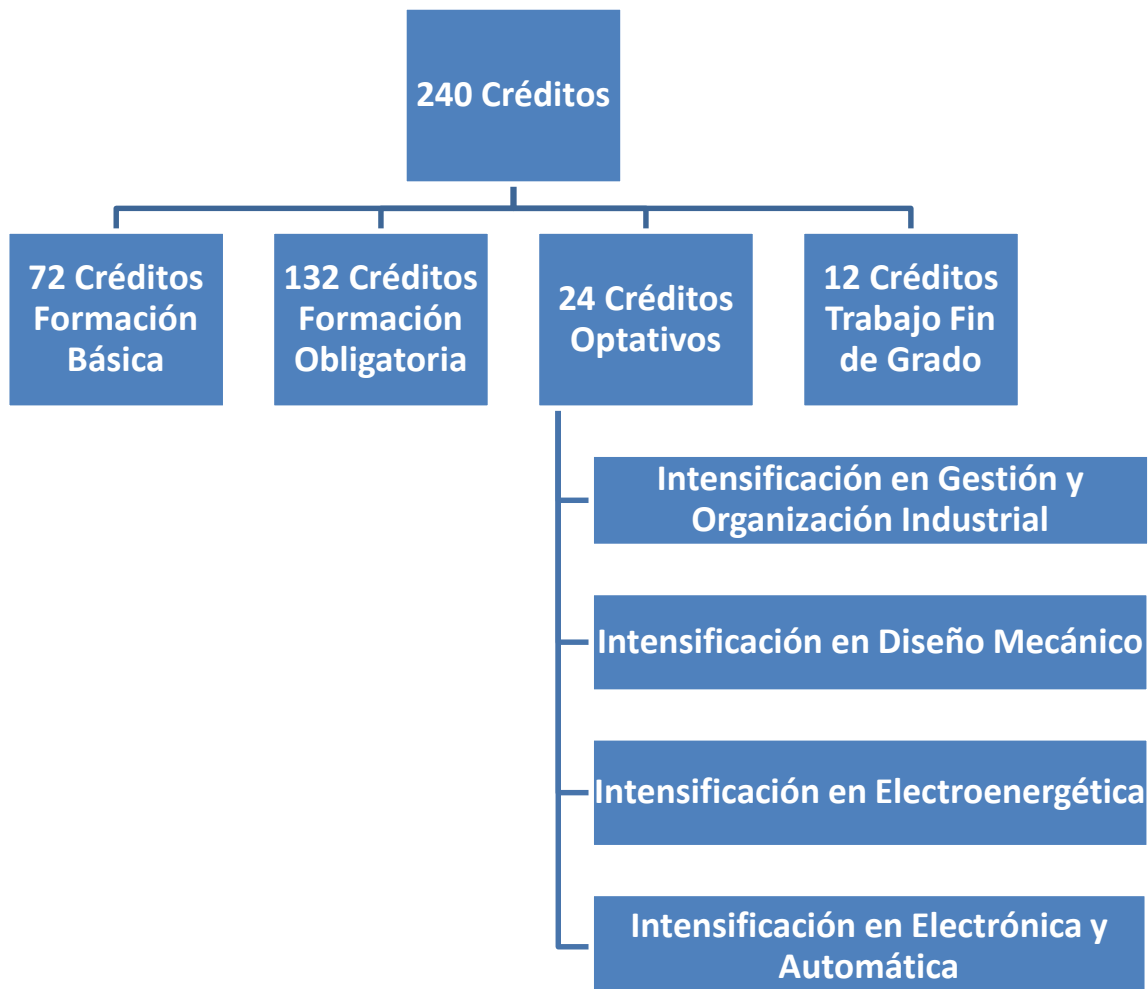 240 Créditos
72 Créditos
Formación
Básica
132 Créditos
Formación
Obligatoria
24 Créditos
Optativos
12 Créditos
Trabajo Fin
de Grado
Intensificación en Gestión y
Organización Industrial
Intensificación en Diseño Mecánico
Intensificación en Electroenergética
Intensificación en Electrónica y
Automática